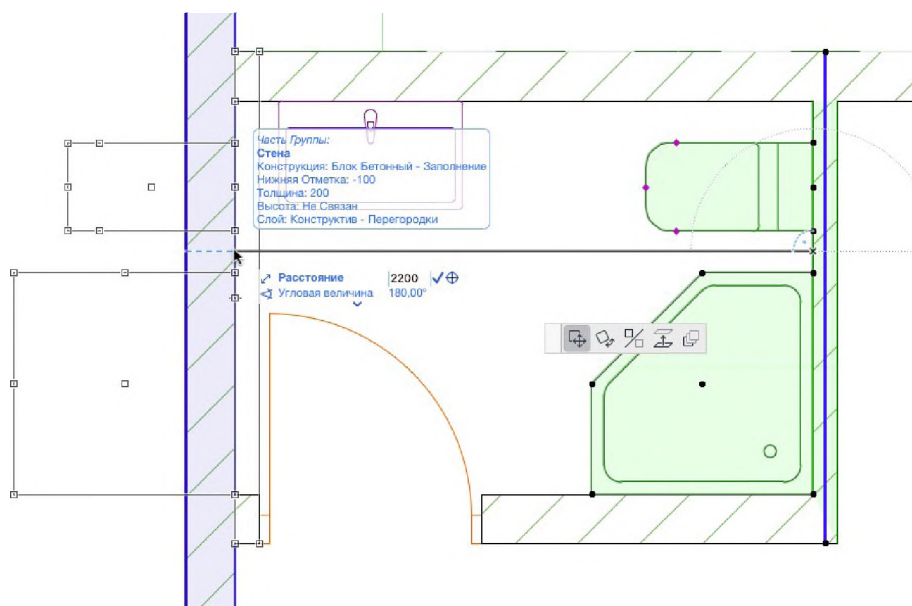 Часть Группы:
Стена
Конструкция: Блок Бетонный - Заполнение
Нижняя Отметка: -100
Толщина: 200
Высота: Не Связан
Слой: Конструктив - Перегородки
Расстояние 2200
Угловая величина 180,00°